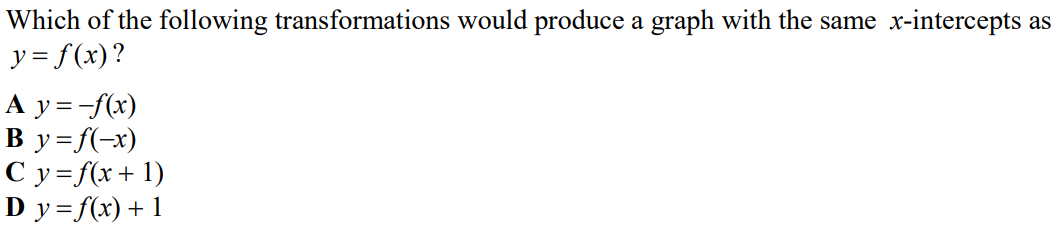 Which of the following transformations would produce a graph with the same x-intercepts as
y = f(x)?
A y = –f(x)
B y = f(–x)
C y = f(x + 1)
D y = f(x) + 1